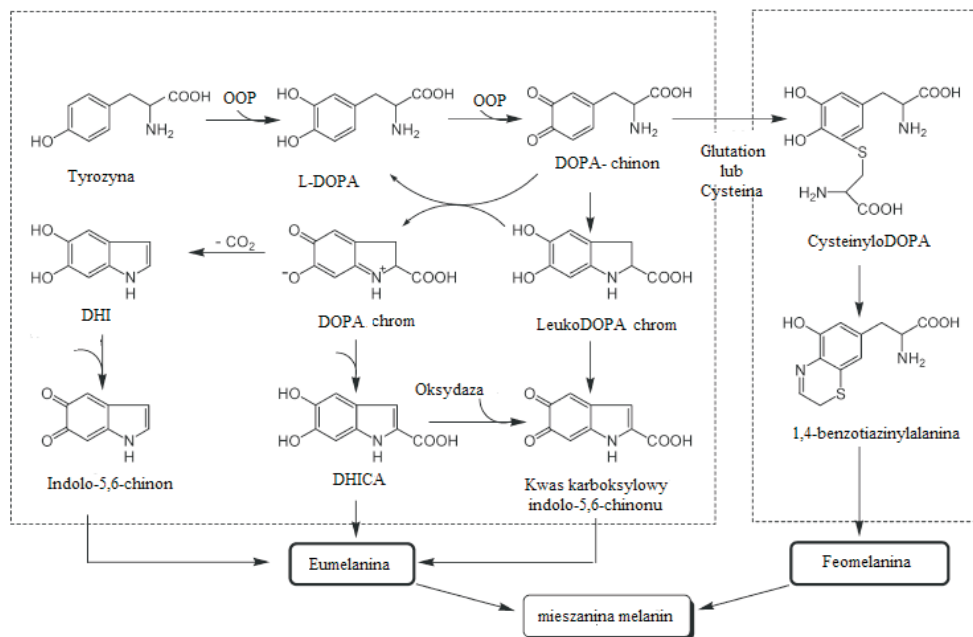 COOH
NH₂
HO
Tyrozyna
OOP
HO
HO
COOH
NH₂
L-DOPA
OOP
O
O
COOH
NH₂
DOPA- chinon
Glutation
lub
Cysteina
HO
HO
COOH
NH₂
S
H₂N
COOH
CysteinyloDOPA
HO
HO
N
H
DHI
- CO₂
O
⁻O
N⁺
H
COOH
DOPA chrom
HO
HO
N
H
COOH
LeukoDOPA chrom
HO
COOH
NH₂
N
S
1,4-benzotiazinylalanina
O
O
N
H
Indolo-5,6-chinon
HO
HO
N
H
COOH
DHICA
Oksydaza
O
O
N
H
COOH
Kwas karboksylowy
indolo-5,6-chinonu
Eumelanina
Feomelanina
mieszanina melanin